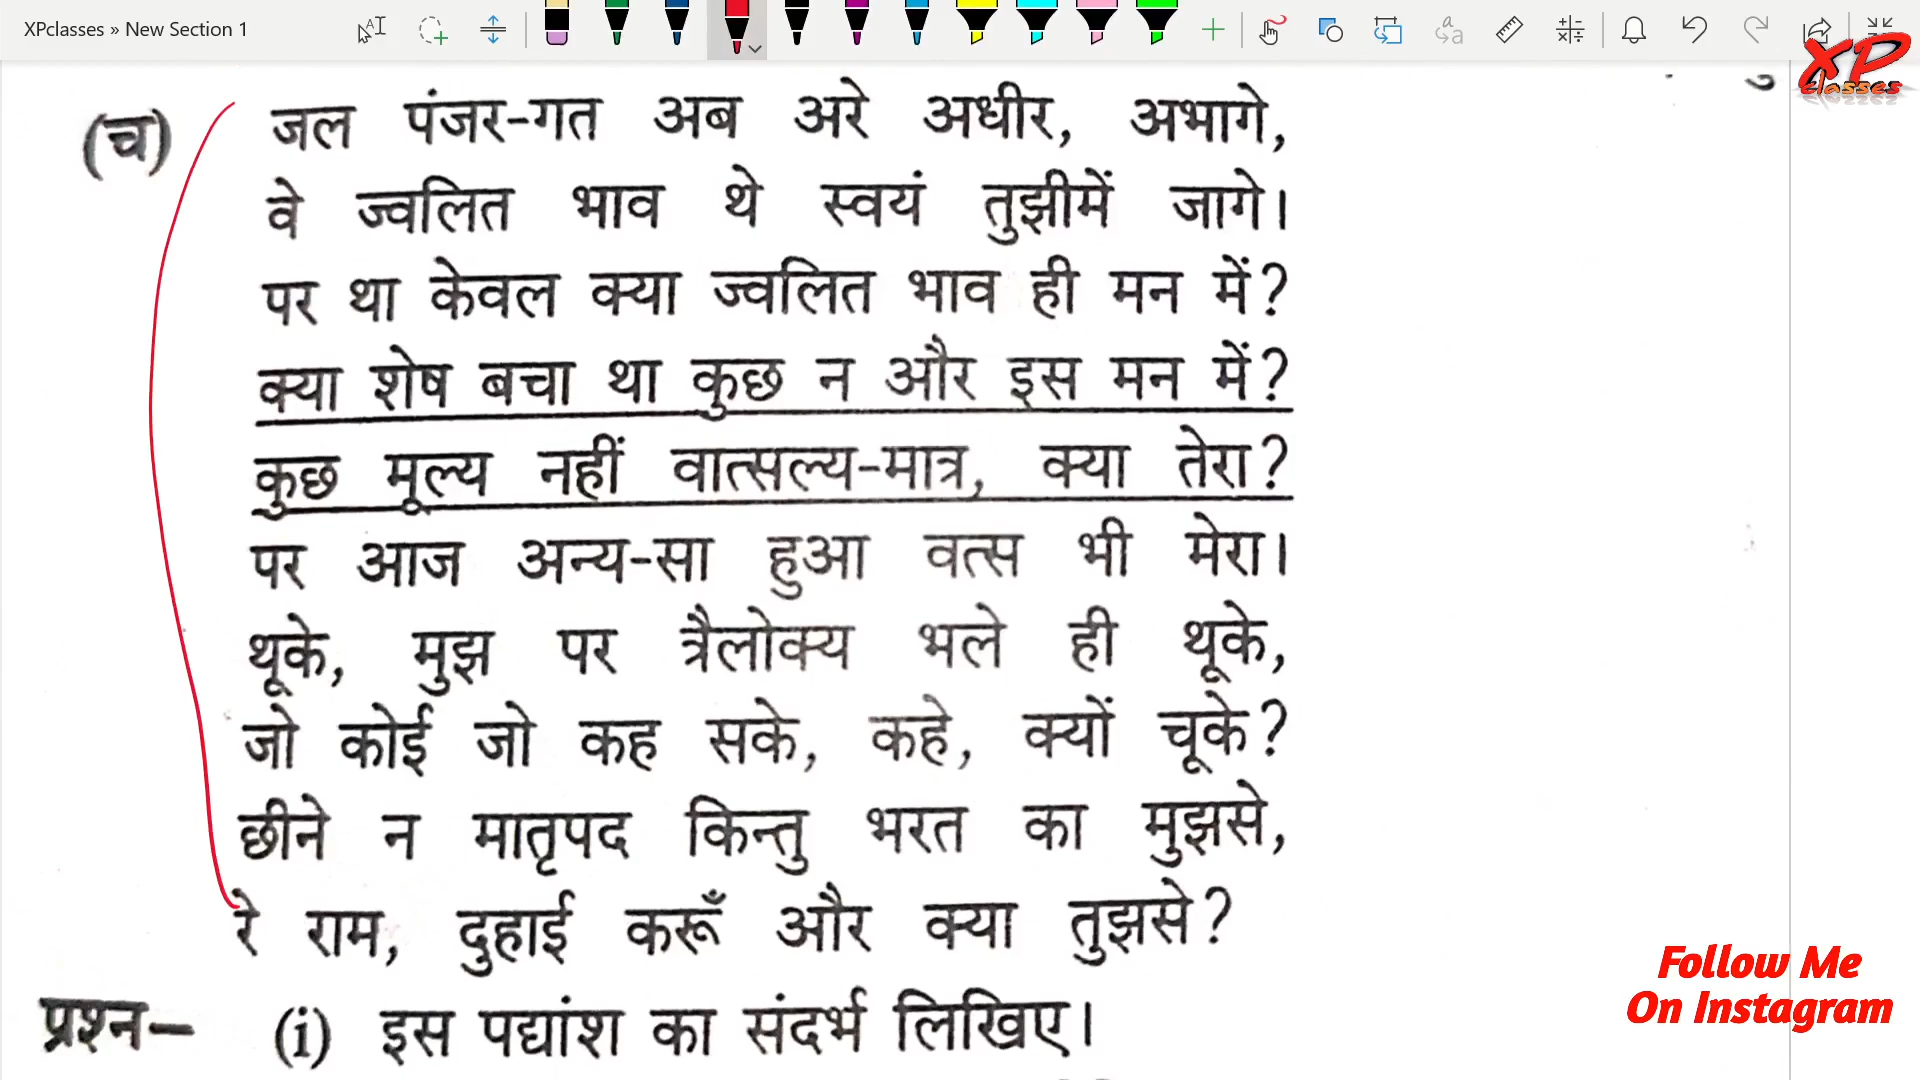 XPclasses » New Section 1
XP
classes
(च) जल पंजर-गत अब अरे अधीर, अभागे,
वे ज्वलित भाव थे स्वयं तुझीमें जागे।
पर था केवल क्या ज्वलित भाव ही मन में?
क्या शेष बचा था कुछ न और इस मन में?
कुछ मूल्य नहीं वात्सल्य-मात्र, क्या तेरा?
पर आज अन्य-सा हुआ वत्स भी मेरा।
थूके, मुझ पर त्रैलोक्य भले ही थूके,
जो कोई जो कह सके, कहे, क्यों चूके?
छीने न मातृपद किन्तु भरत का मुझसे,
रे राम, दुहाई करूँ और क्या तुझसे?
प्रश्न— (i) इस पद्यांश का संदर्भ लिखिए।
Follow Me
On Instagram